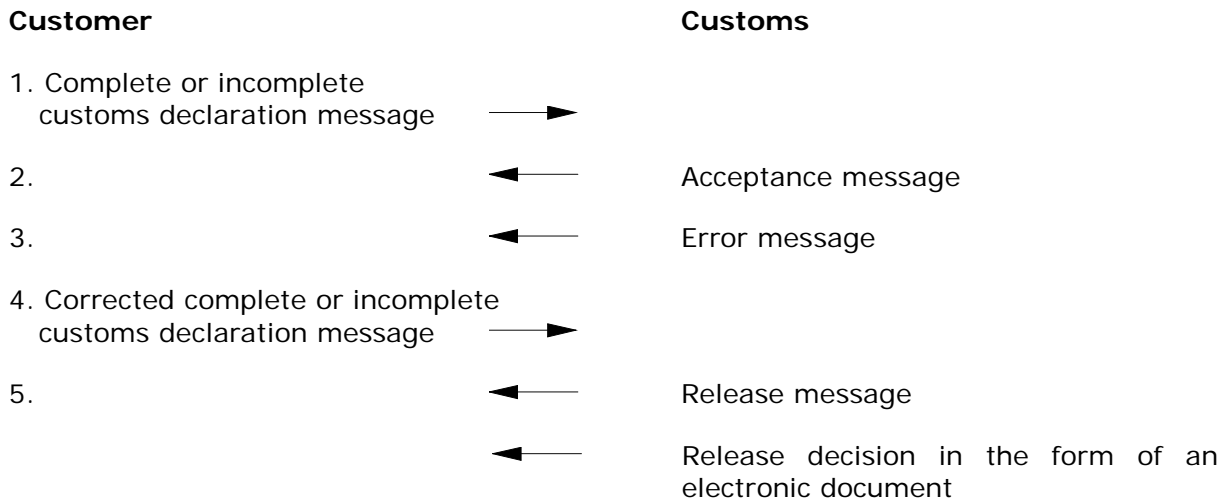 Customer Customs
1. Complete or incomplete
customs declaration message
2. Acceptance message
3. Error message
4. Corrected complete or incomplete
customs declaration message
5. Release message
Release decision in the form of an
electronic document